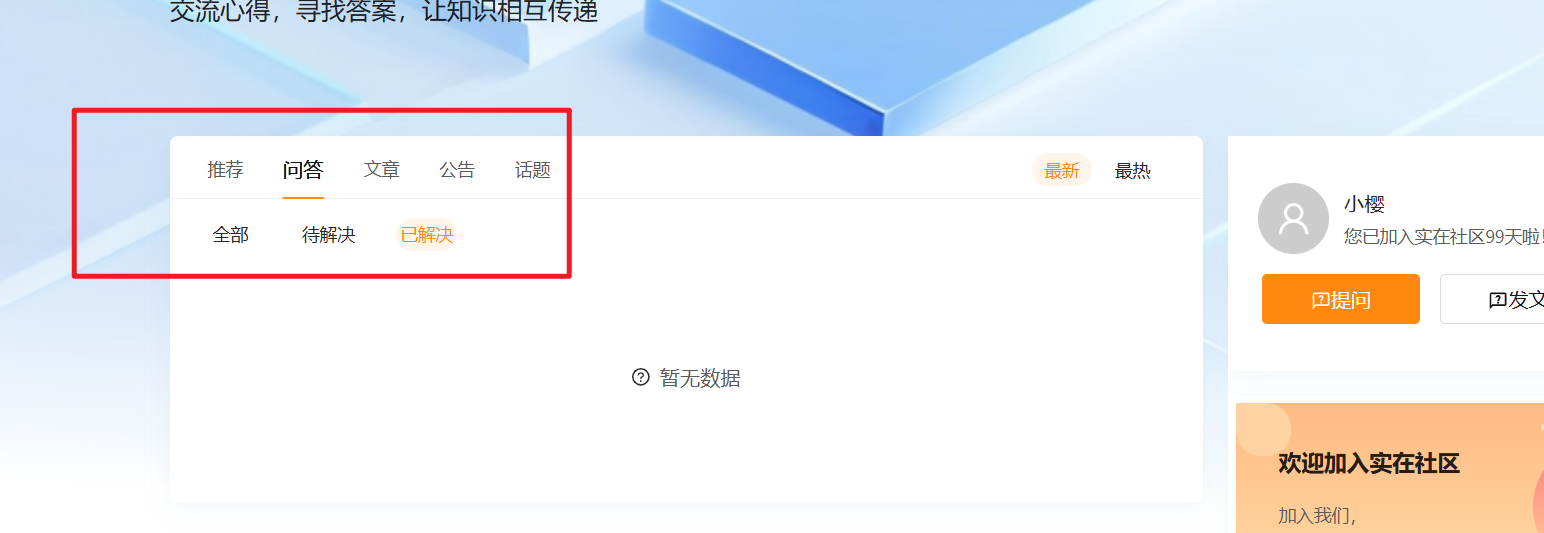 交流心得，寻找答案，让知识相互传递
推荐 问答 文章 公告 话题 最新 最热
全部 待解决 已解决
暂无数据
小樱
您已加入实在社区99天啦!
提问 发文
欢迎加入实在社区
加入我们，